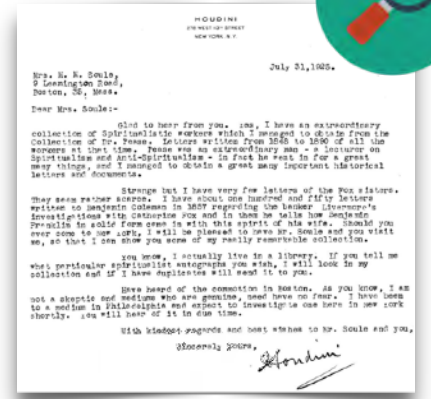 HOUDINI
278 WEST 113th STREET
NEW YORK, N. Y.
July 31,1925.
Mrs. R. R. Soule,
9 Leamington Road,
Boston, 35, Mass.
Dear Mrs. Soule:-
Glad to hear from you. Yes, I have an extraordinary
collection of Spiritualistic workers which I managed to obtain from the
Collection of Dr. Pease. Letters written from 1848 to 1890 of all the
workers at that time. Pease was an extraordinary man - a lecturer on
Spiritualism and Anti-Spiritualism - in fact he went in for a great
many things, and I managed to obtain a great many important historical
letters and documents.
Strange but I have very few letters of the Fox sisters.
They seem rather scarce. I have about one hundred and fifty letters
written to Benjamin Coleman in 1857 regarding the banker Livermore's
investigations with Catherine Fox and in them he tells how Benjamin
Franklin in solid form came in with this spirit of his wife. Should you
ever come to New York, I will be pleased to have Mr. Soule and you visit
me, so that I can show you some of my really remarkable collection.
You know, I actually live in a library. If you tell me
what particular spiritualist autographs you wish, I will look in my
collection and if I have duplicates will send it to you.
Have heard of the commotion in Boston. As you know, I am
not a skeptic and mediums who are genuine, need have no fear. I have been
to a medium in Philadelphia and expect to investigate one here in New York
shortly. You will hear of it in due time.
With kindest regards and best wishes to Mr. Soule and you,
Sincerely yours,
Houdini